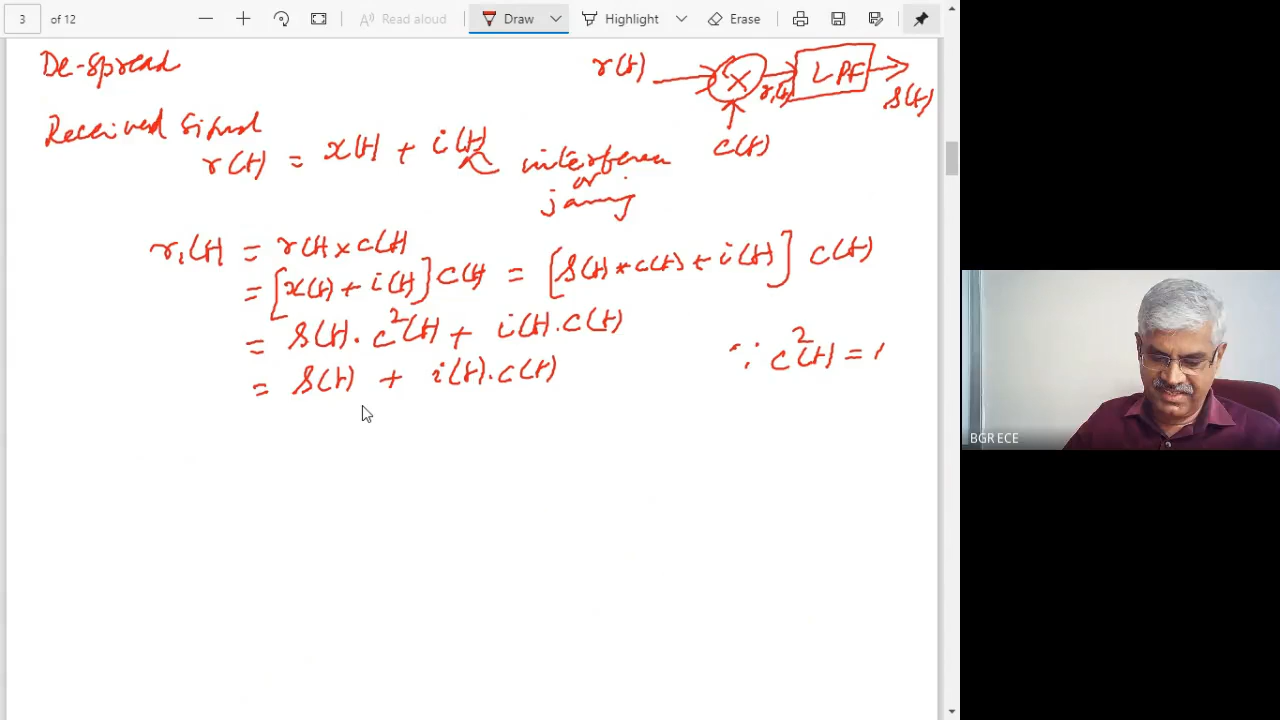 3 of 12 Read aloud Draw Highlight Erase
De-spread
r(t) × r₁(t) LPF
s(t)
c(t)
Received Signal
r(t) = x(t) + i(t) interference
or
jaming
r₁(t) = r(t) × c(t)
= [x(t) + i(t)] c(t) = [s(t) * c(t) + i(t)] c(t)
= s(t) . c²(t) + i(t) . c(t)
∵ c²(t) = 1
= s(t) + i(t) . c(t)
BGR ECE